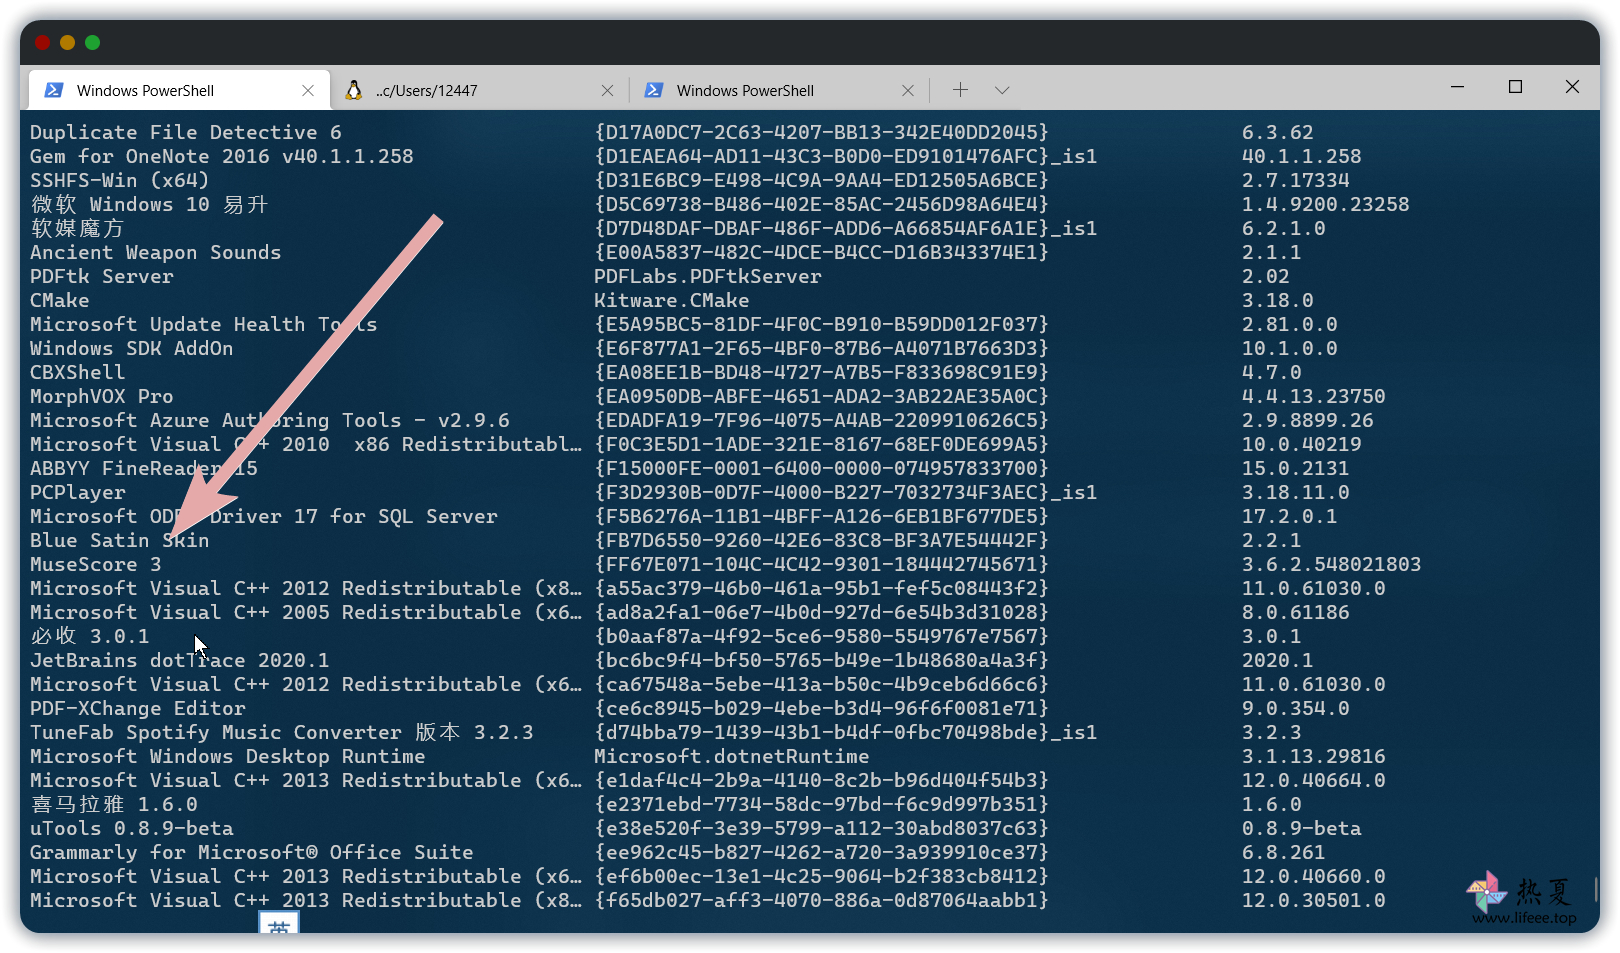 Windows PowerShell ..c/Users/12447 Windows PowerShell
Duplicate File Detective 6 {D17A0DC7-2C63-4207-BB13-342E40DD2045} 6.3.62
Gem for OneNote 2016 v40.1.1.258 {D1EAEA64-AD11-43C3-B0D0-ED9101476AFC}_is1 40.1.1.258
SSHFS-Win (x64) {D31E6BC9-E498-4C9A-9AA4-ED12505A6BCE} 2.7.17334
微软 Windows 10 易升 {D5C69738-B486-402E-85AC-2456D98A64E4} 1.4.9200.23258
软媒魔方 {D7D48DAF-DBAF-486F-ADD6-A66854AF6A1E}_is1 6.2.1.0
Ancient Weapon Sounds {E00A5837-482C-4DCE-B4CC-D16B343374E1} 2.1.1
PDFtk Server PDFLabs.PDFtkServer 2.02
CMake Kitware.CMake 3.18.0
Microsoft Update Health Tools {E5A95BC5-81DF-4F0C-B910-B59DD012F037} 2.81.0.0
Windows SDK AddOn {E6F877A1-2F65-4BF0-87B6-A4071B7663D3} 10.1.0.0
CBXShell {EA08EE1B-BD48-4727-A7B5-F833698C91E9} 4.7.0
MorphVOX Pro {EA0950DB-ABFE-4651-ADA2-3AB22AE35A0C} 4.4.13.23750
Microsoft Azure Authoring Tools - v2.9.6 {EDADFA19-7F96-4075-A4AB-2209910626C5} 2.9.8899.26
Microsoft Visual C++ 2010  x86 Redistributabl… {F0C3E5D1-1ADE-321E-8167-68EF0DE699A5} 10.0.40219
ABBYY FineReader 15 {F15000FE-0001-6400-0000-074957833700} 15.0.2131
PCPlayer {F3D2930B-0D7F-4000-B227-7032734F3AEC}_is1 3.18.11.0
Microsoft ODBC Driver 17 for SQL Server {F5B6276A-11B1-4BFF-A126-6EB1BF677DE5} 17.2.0.1
Blue Satin Skin {FB7D6550-9260-42E6-83C8-BF3A7E54442F} 2.2.1
MuseScore 3 {FF67E071-104C-4C42-9301-184442745671} 3.6.2.548021803
Microsoft Visual C++ 2012 Redistributable (x8… {a55ac379-46b0-461a-95b1-fef5c08443f2} 11.0.61030.0
Microsoft Visual C++ 2005 Redistributable (x6… {ad8a2fa1-06e7-4b0d-927d-6e54b3d31028} 8.0.61186
必收 3.0.1 {b0aaf87a-4f92-5ce6-9580-5549767e7567} 3.0.1
JetBrains dotTrace 2020.1 {bc6bc9f4-bf50-5765-b49e-1b48680a4a3f} 2020.1
Microsoft Visual C++ 2012 Redistributable (x6… {ca67548a-5ebe-413a-b50c-4b9ceb6d66c6} 11.0.61030.0
PDF-XChange Editor {ce6c8945-b029-4ebe-b3d4-96f6f0081e71} 9.0.354.0
TuneFab Spotify Music Converter 版本 3.2.3 {d74bba79-1439-43b1-b4df-0fbc70498bde}_is1 3.2.3
Microsoft Windows Desktop Runtime Microsoft.dotnetRuntime 3.1.13.29816
Microsoft Visual C++ 2013 Redistributable (x6… {e1daf4c4-2b9a-4140-8c2b-b96d404f54b3} 12.0.40664.0
喜马拉雅 1.6.0 {e2371ebd-7734-58dc-97bd-f6c9d997b351} 1.6.0
uTools 0.8.9-beta {e38e520f-3e39-5799-a112-30abd8037c63} 0.8.9-beta
Grammarly for Microsoft® Office Suite {ee962c45-b827-4262-a720-3a939910ce37} 6.8.261
Microsoft Visual C++ 2013 Redistributable (x6… {ef6b00ec-13e1-4c25-9064-b2f383cb8412} 12.0.40660.0
Microsoft Visual C++ 2013 Redistributable (x8… {f65db027-aff3-4070-886a-0d87064aabb1} 12.0.30501.0
英
热夏
www.lifeee.top